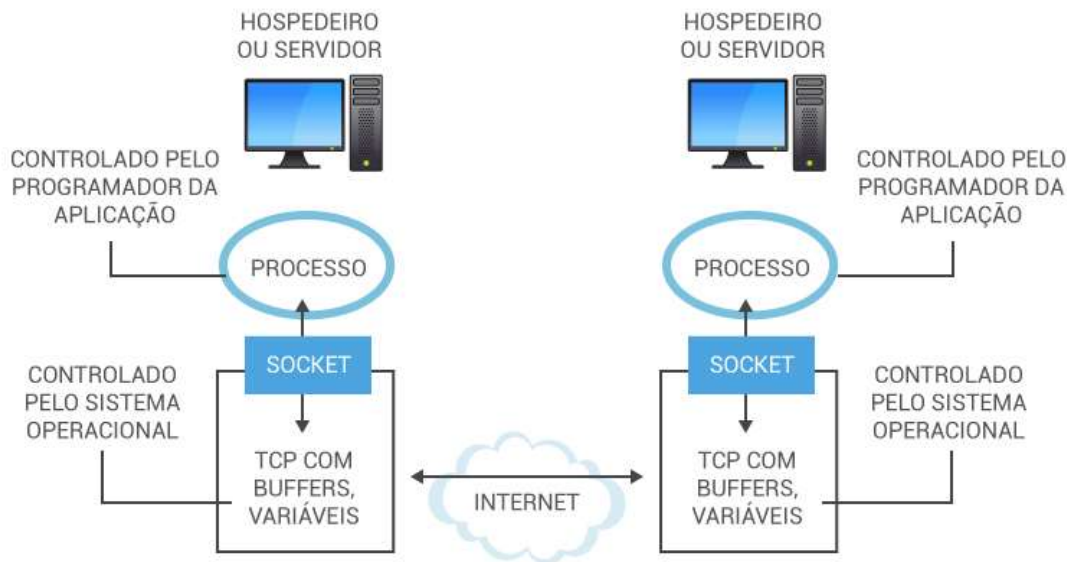 HOSPEDEIRO
OU SERVIDOR
HOSPEDEIRO
OU SERVIDOR
CONTROLADO PELO
PROGRAMADOR DA
APLICAÇÃO
CONTROLADO PELO
PROGRAMADOR DA
APLICAÇÃO
PROCESSO
PROCESSO
SOCKET
SOCKET
CONTROLADO
PELO SISTEMA
OPERACIONAL
CONTROLADO
PELO SISTEMA
OPERACIONAL
TCP COM
BUFFERS,
VARIÁVEIS
INTERNET
TCP COM
BUFFERS,
VARIÁVEIS